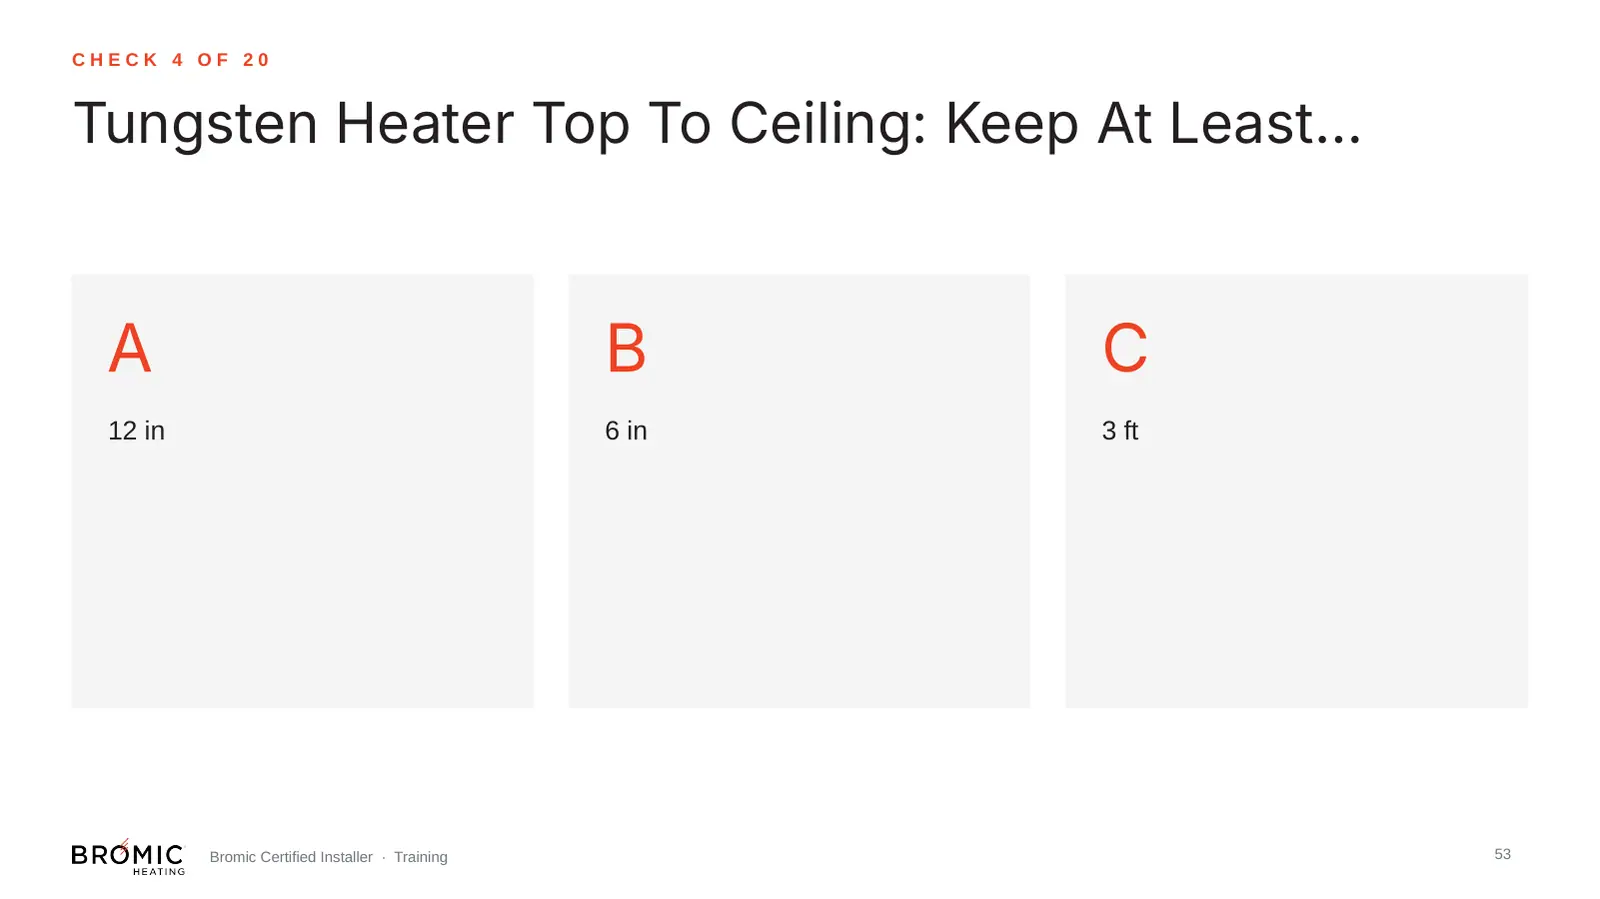 CHECK 4 OF 20
Tungsten Heater Top To Ceiling: Keep At Least...
A
12 in
B
6 in
C
3 ft
BROMIC
HEATING
Bromic Certified Installer · Training
53